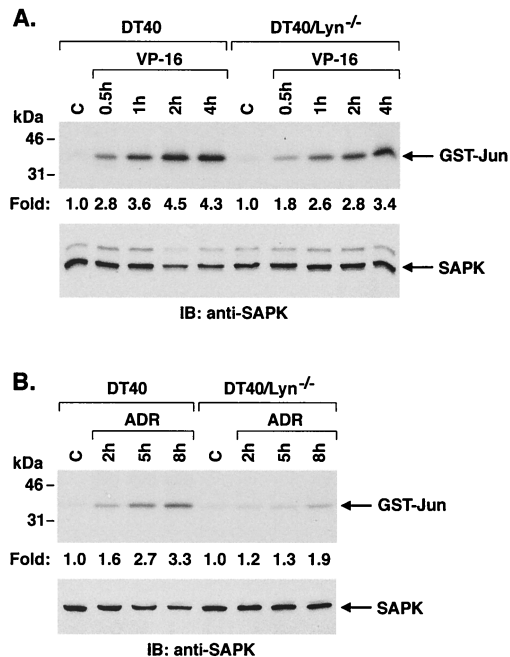 A.
DT40 DT40/Lyn-/-
VP-16 VP-16
C 0.5h 1h 2h 4h C 0.5h 1h 2h 4h
kDa
46
GST-Jun
31
Fold: 1.0 2.8 3.6 4.5 4.3 1.0 1.8 2.6 2.8 3.4
SAPK
IB: anti-SAPK
B.
DT40 DT40/Lyn-/-
ADR ADR
C 2h 5h 8h C 2h 5h 8h
kDa
46
GST-Jun
31
Fold: 1.0 1.6 2.7 3.3 1.0 1.2 1.3 1.9
SAPK
IB: anti-SAPK